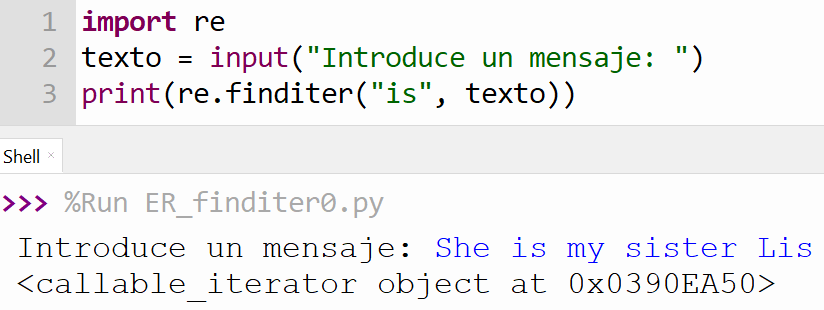 1 import re
2 texto = input("Introduce un mensaje: ")
3 print(re.finditer("is", texto))
Shell ×
>>> %Run ER_finditer0.py
Introduce un mensaje: She is my sister Lis
<callable_iterator object at 0x0390EA50>